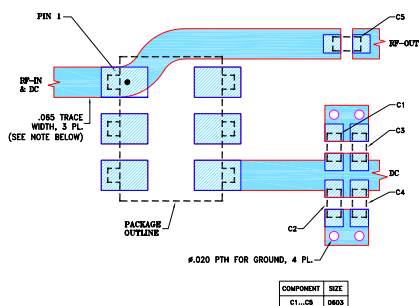 C5
PIN 1
RF-OUT
RF-IN
& DC
C1
.065 TRACE
WIDTH, 3 PL.
(SEE NOTE BELOW)
C3
DC
C4
PACKAGE
OUTLINE
C2
Ø.020 PTH FOR GROUND, 4 PL.
COMPONENT SIZE
C1...C5 0603